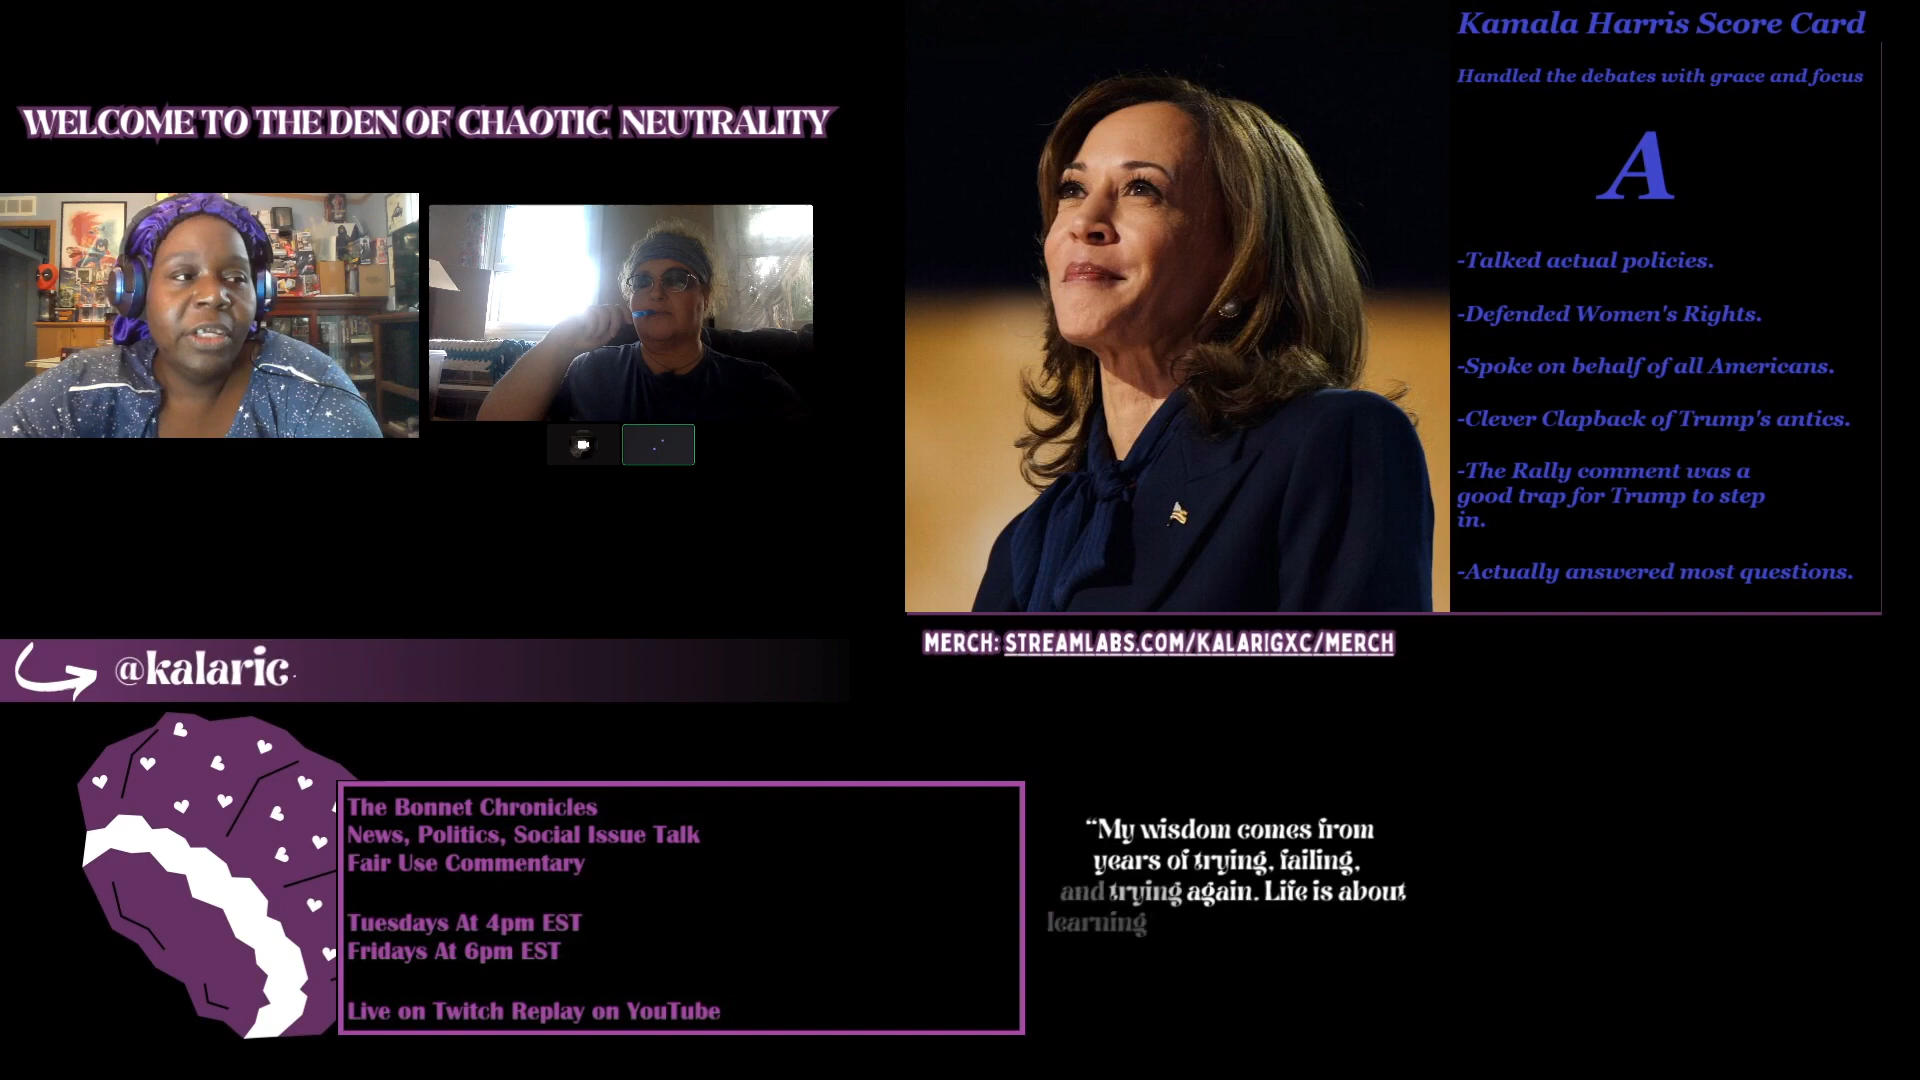 WELCOME TO THE DEN OF CHAOTIC NEUTRALITY
Kamala Harris Score Card
Handled the debates with grace and focus
A
-Talked actual policies.
-Defended Women's Rights.
-Spoke on behalf of all Americans.
-Clever Clapback of Trump's antics.
-The Rally comment was a
good trap for Trump to step
in.
-Actually answered most questions.
MERCH: STREAMLABS.COM/KALARIGXC/MERCH
@kalaric
The Bonnet Chronicles
News, Politics, Social Issue Talk
Fair Use Commentary
Tuesdays At 4pm EST
Fridays At 6pm EST
Live on Twitch Replay on YouTube
“My wisdom comes from
years of trying, failing,
and trying again. Life is about
learning